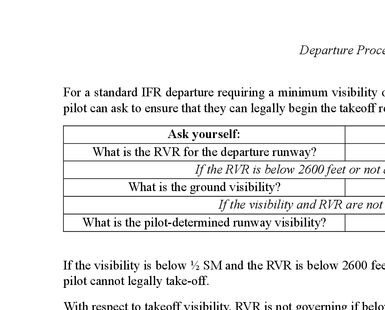 Departure Proce
For a standard IFR departure requiring a minimum visibility o
pilot can ask to ensure that they can legally begin the takeoff r
Ask yourself:
What is the RVR for the departure runway?
If the RVR is below 2600 feet or not
What is the ground visibility?
If the visibility and RVR are not
What is the pilot-determined runway visibility?
If the visibility is below ½ SM and the RVR is below 2600 fee
pilot cannot legally take-off.
With respect to takeoff visibility, RVR is not governing if below